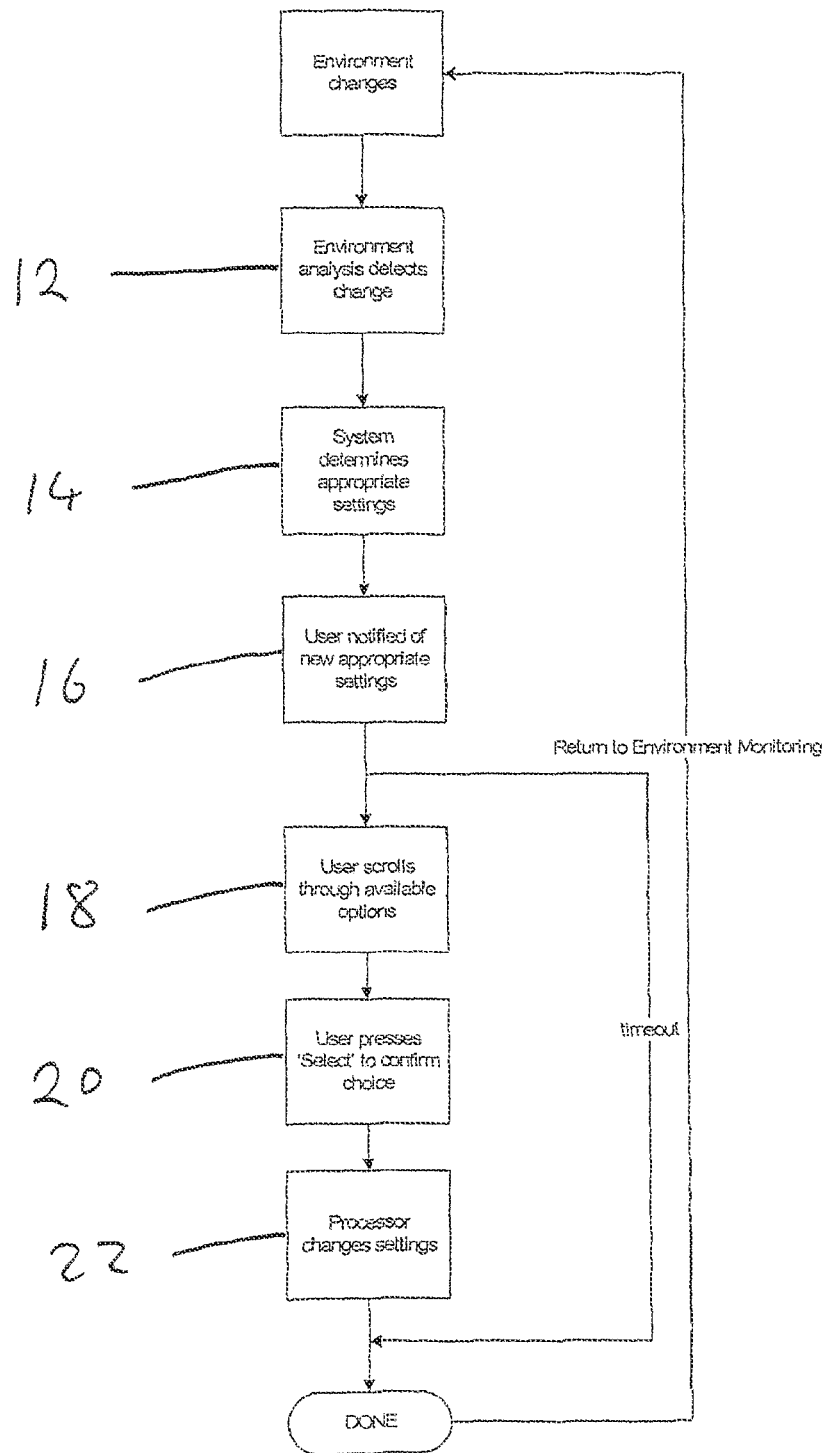 Environment
changes
12
Environment
analysis detects
change
14
System
determines
appropriate
settings
16
User notified of
new appropriate
settings
Return to Environment Monitoring
18
User scrolls
through available
options
timeout
20
User presses
'Select' to confirm
choice
22
Processor
changes settings
DONE